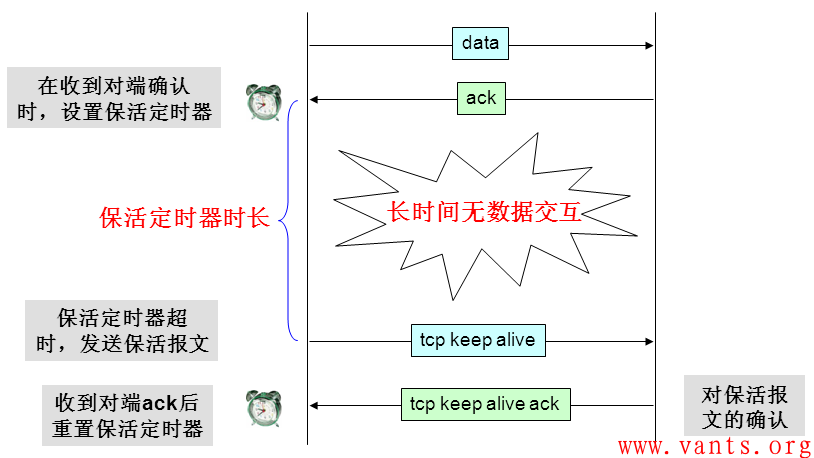 data
在收到对端确认
时，设置保活定时器
ack
保活定时器时长
长时间无数据交互
保活定时器超
时，发送保活报文
tcp keep alive
收到对端ack后
重置保活定时器
tcp keep alive ack
对保活报
文的确认
www.vants.org